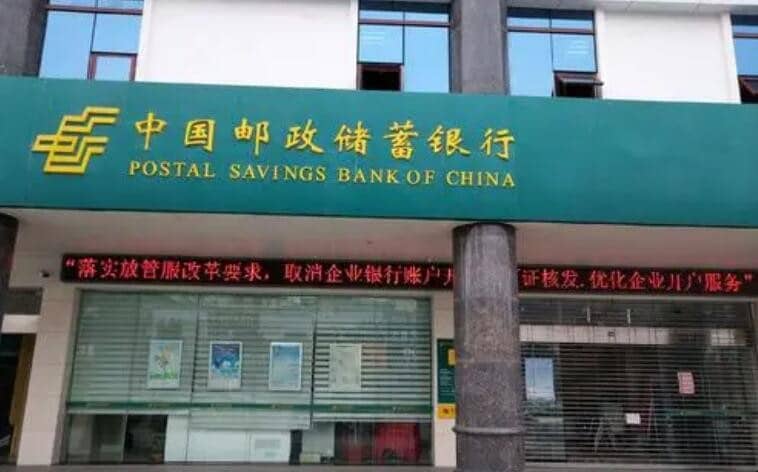 中国邮政储蓄银行
POSTAL SAVINGS BANK OF CHINA
“落实放管服改革要求，取消企业银行账户开 证核发.优化企业开户服务”